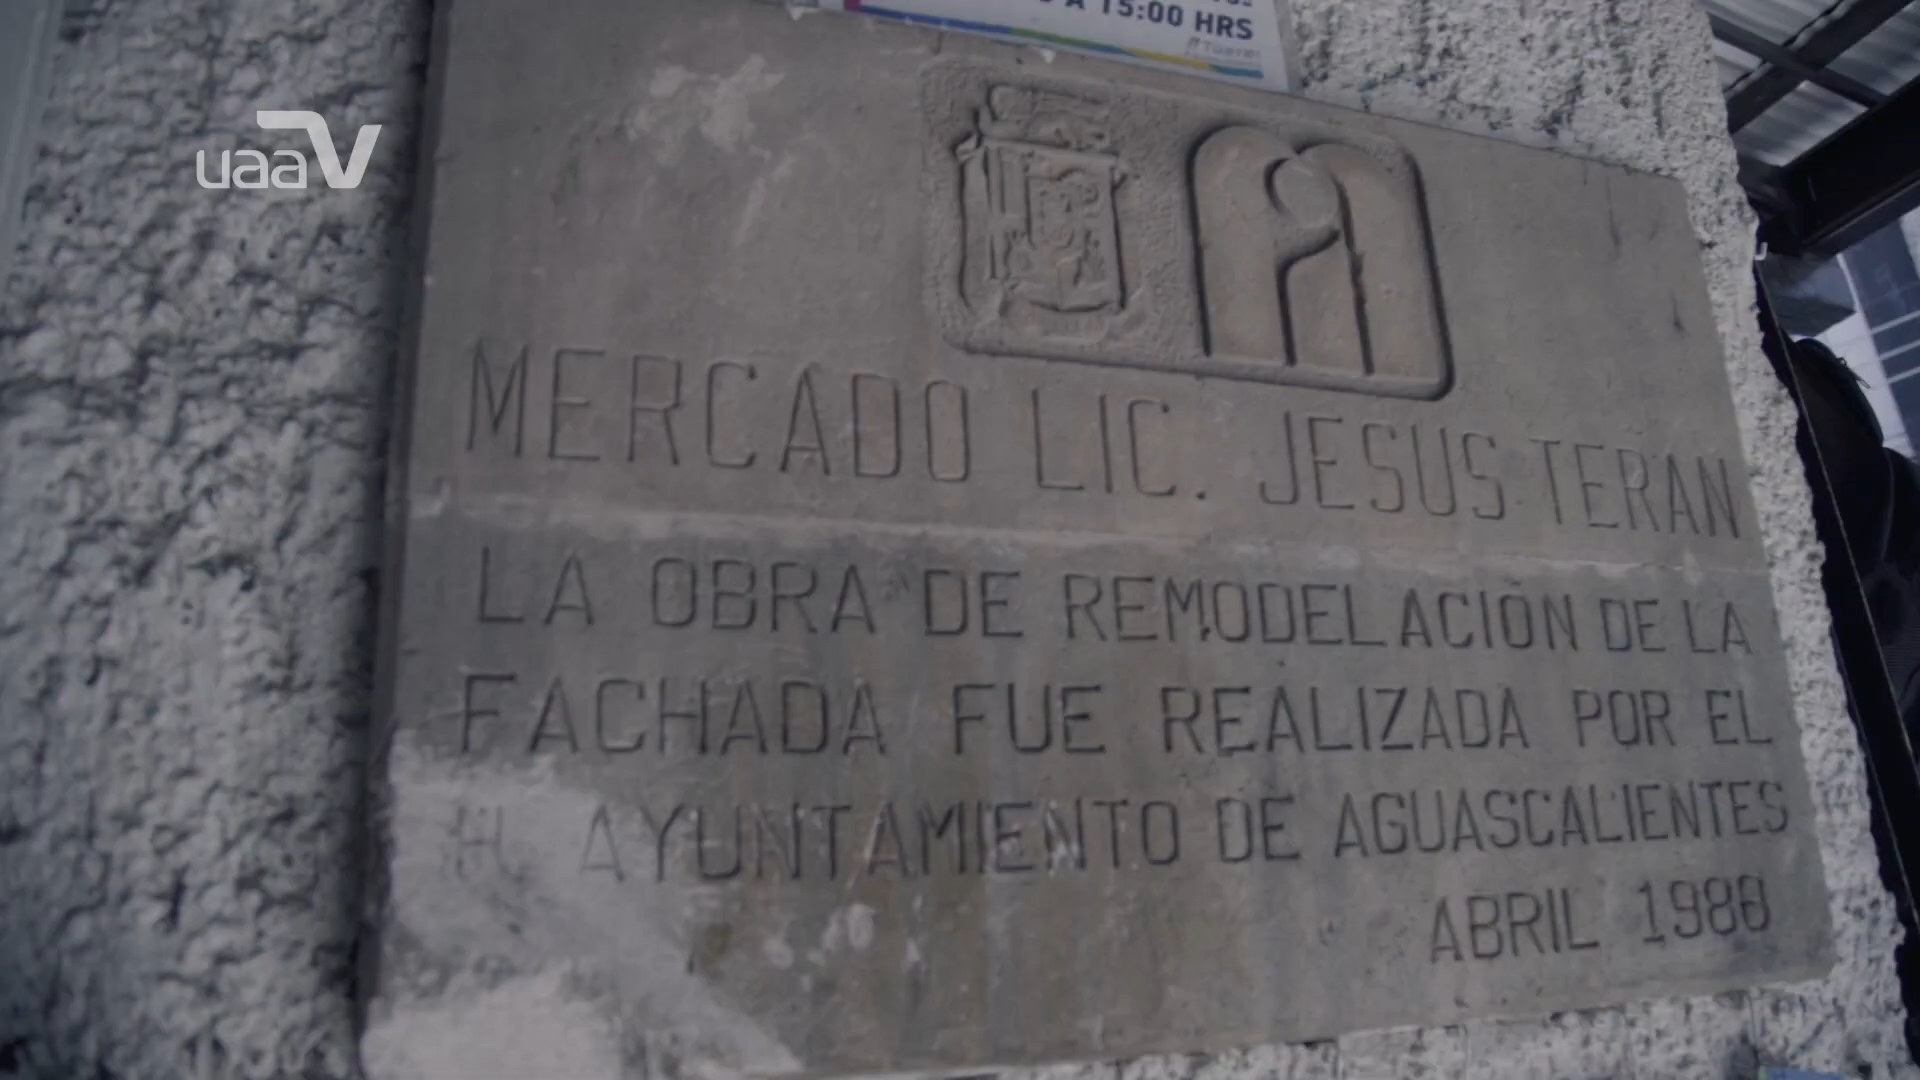 A 15:00 HRS
uaaV
MERCADO LIC. JESUS TERAN
LA OBRA DE REMODELACIÓN DE LA
FACHADA FUE REALIZADA POR EL
H. AYUNTAMIENTO DE AGUASCALIENTES
ABRIL 1988